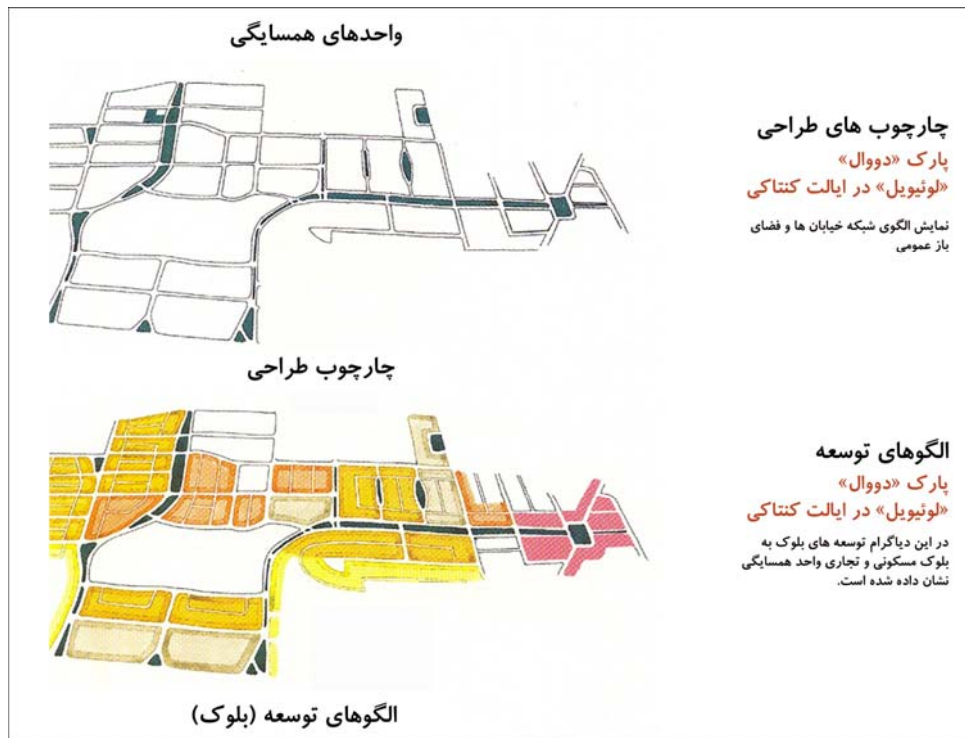 واحدهای همسایگی
چارچوب های طراحی
پارک «دووال»
«لوئیویل» در ایالت کنتاکی
نمایش الگوی شبکه خیابان ها و فضای
باز عمومی
چارچوب طراحی
الگوهای توسعه
پارک «دووال»
«لوئیویل» در ایالت کنتاکی
در این دیاگرام توسعه های بلوک به
بلوک مسکونی و تجاری واحد همسایگی
نشان داده شده است.
الگوهای توسعه (بلوک)